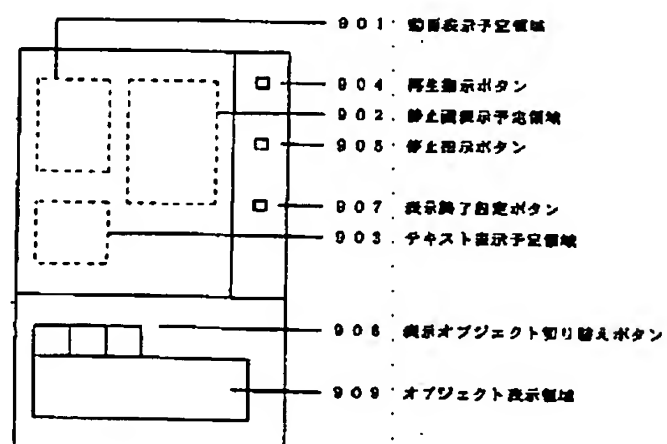 901 動画表示予定領域
904 再生指示ボタン
902 静止画表示予定領域
905 停止指示ボタン
907 表示終了指定ボタン
903 テキスト表示予定領域
906 表示オブジェクト切り替えボタン
909 オブジェクト表示領域